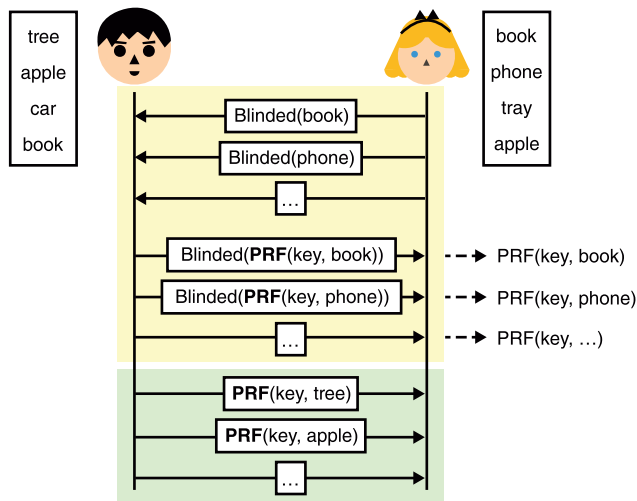 tree
apple
car
book
book
phone
tray
apple
Blinded(book)
Blinded(phone)
...
Blinded(PRF(key, book))
PRF(key, book)
Blinded(PRF(key, phone))
PRF(key, phone)
...
PRF(key, ...)
PRF(key, tree)
PRF(key, apple)
...